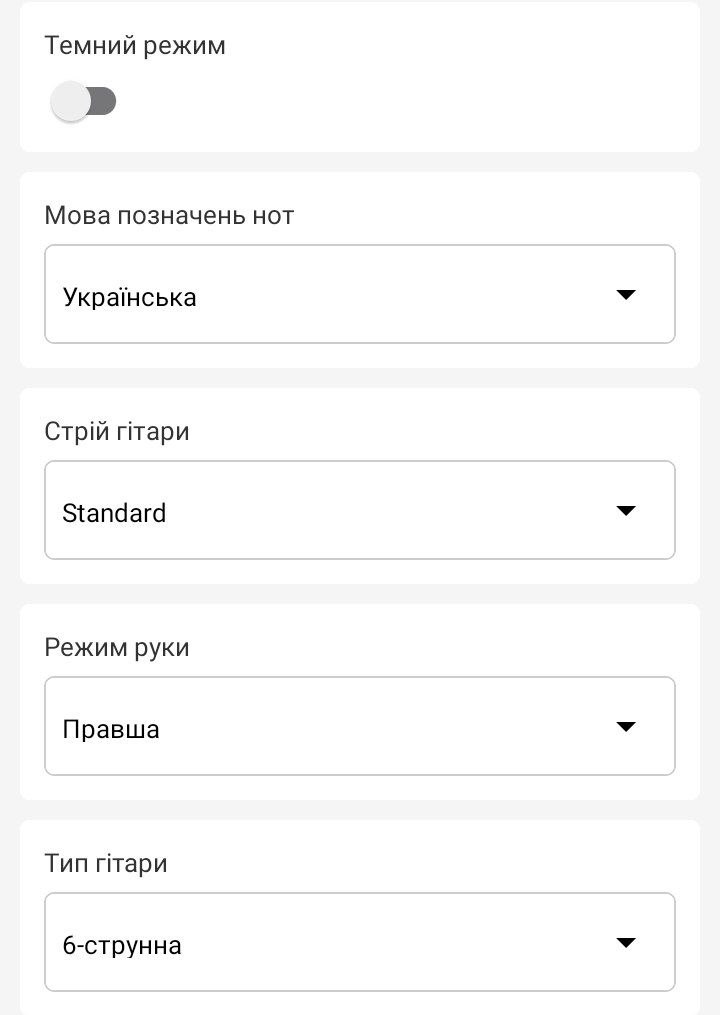 Темний режим
Мова позначень нот
Українська
Стрій гітари
Standard
Режим руки
Правша
Тип гітари
6-струнна